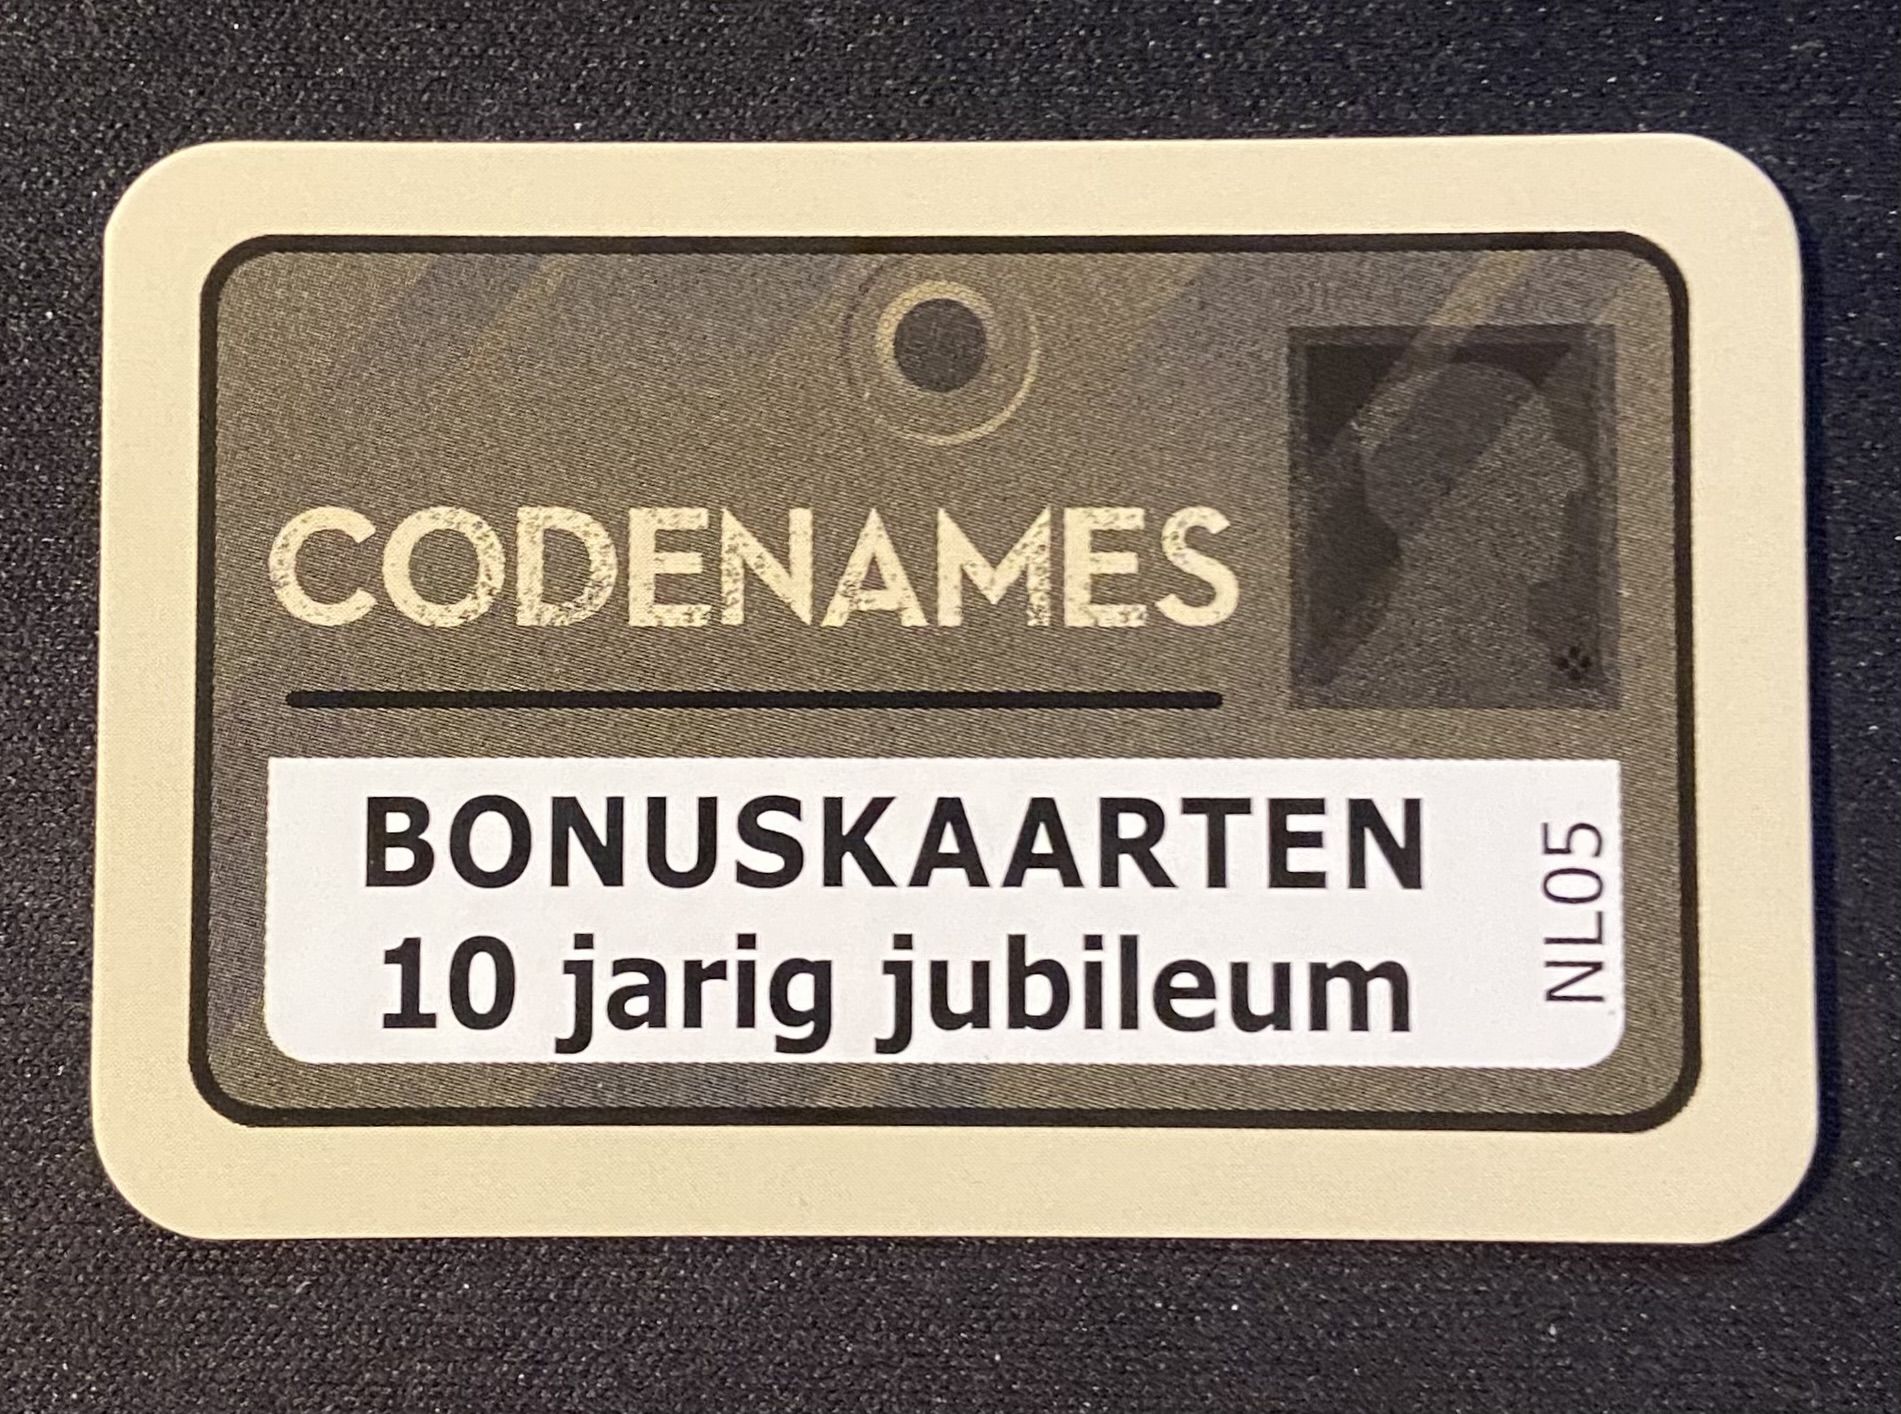 CODENAMES
BONUSKAARTEN
10 jarig jubileum
NL05